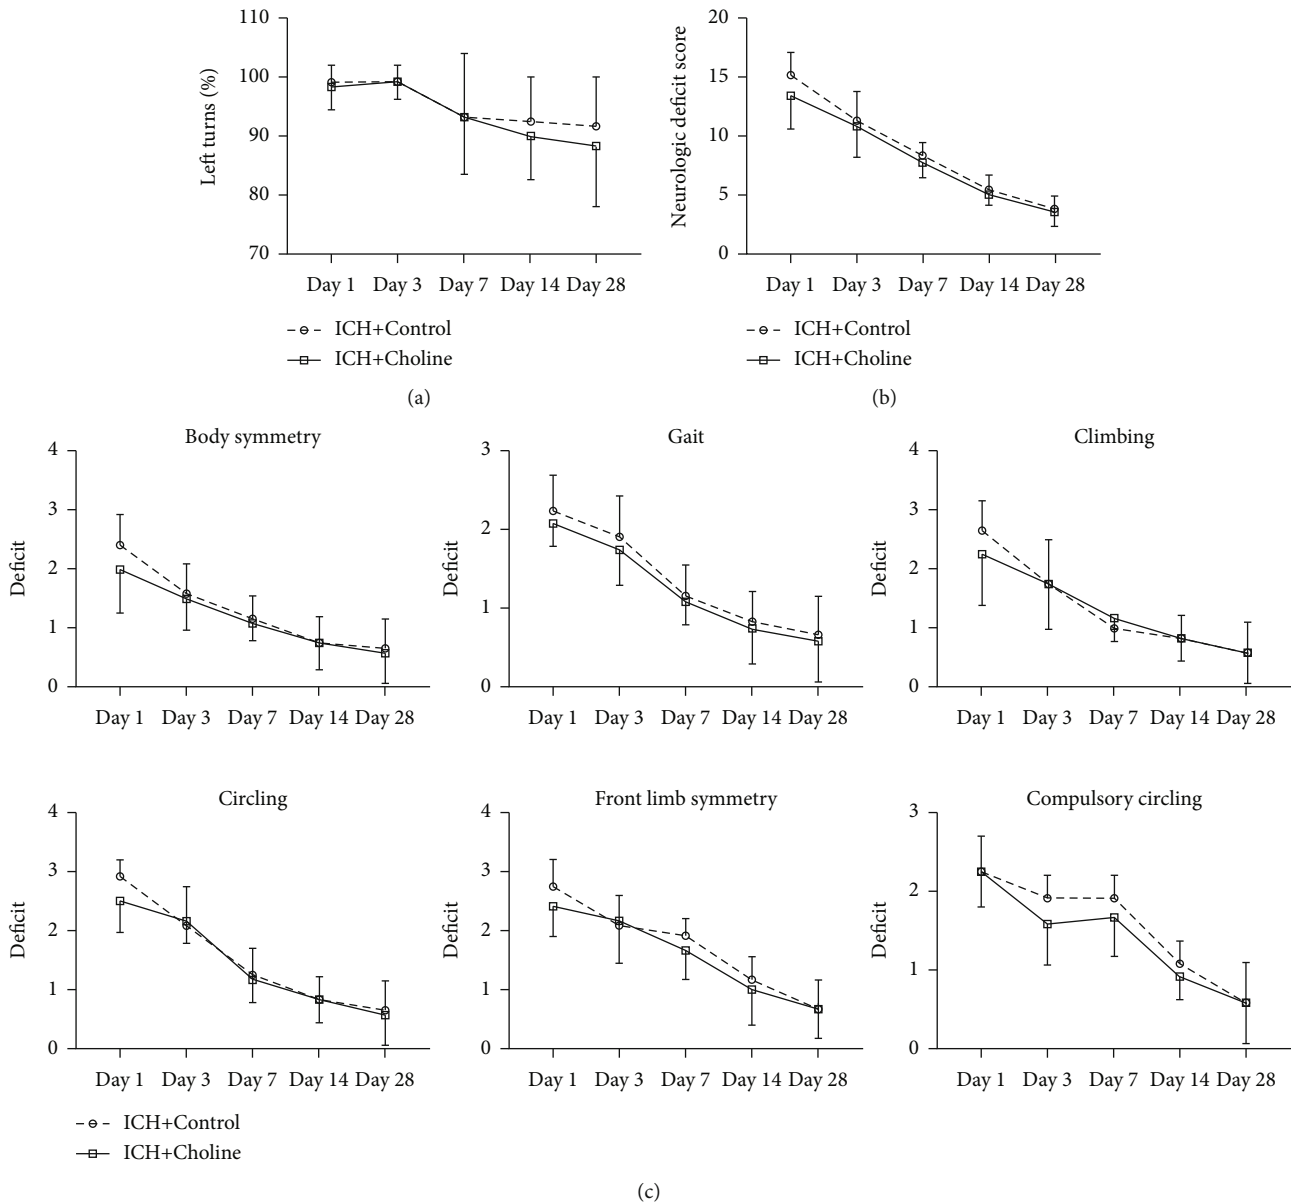 110
100
90
80
70
Left turns (%)
Day 1 Day 3 Day 7 Day 14 Day 28
ICH+Control
ICH+Choline
(a)
20
15
10
5
0
Neurologic deficit score
Day 1 Day 3 Day 7 Day 14 Day 28
ICH+Control
ICH+Choline
(b)
Body symmetry
4
3
2
1
0
Deficit
Day 1 Day 3 Day 7 Day 14 Day 28
Gait
3
2
1
0
Deficit
Day 1 Day 3 Day 7 Day 14 Day 28
Climbing
4
3
2
1
0
Deficit
Day 1 Day 3 Day 7 Day 14 Day 28
Circling
4
3
2
1
0
Deficit
Day 1 Day 3 Day 7 Day 14 Day 28
ICH+Control
ICH+Choline
Front limb symmetry
4
3
2
1
0
Deficit
Day 1 Day 3 Day 7 Day 14 Day 28
Compulsory circling
3
2
1
0
Deficit
Day 1 Day 3 Day 7 Day 14 Day 28
(c)